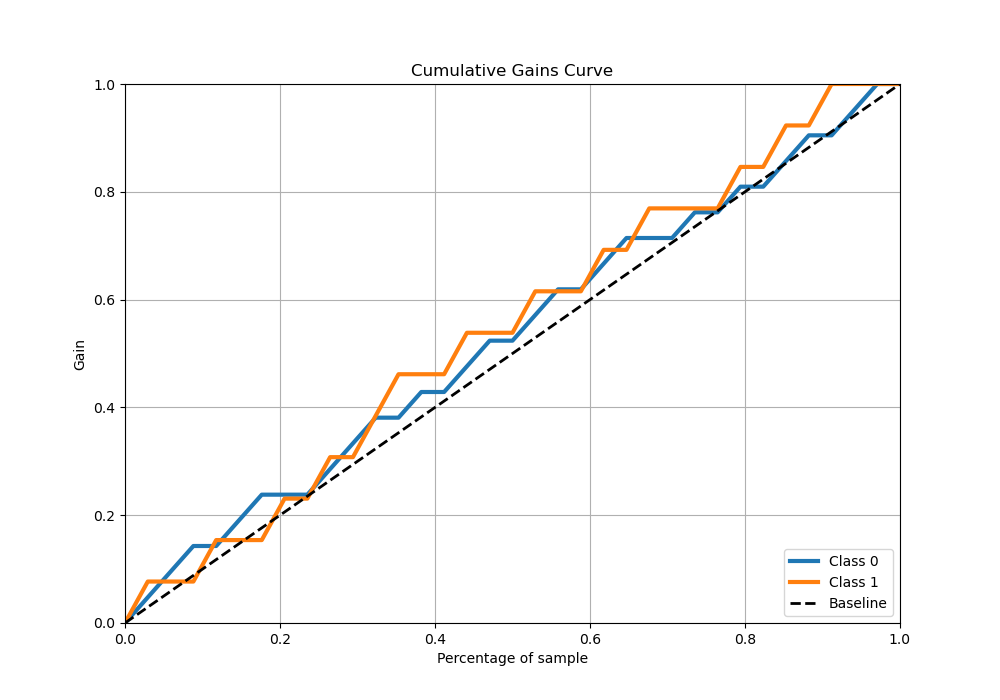 Cumulative Gains Curve
Gain
1.0
0.8
0.6
0.4
0.2
0.0
0.0 0.2 0.4 0.6 0.8 1.0
Percentage of sample
Class 0
Class 1
Baseline